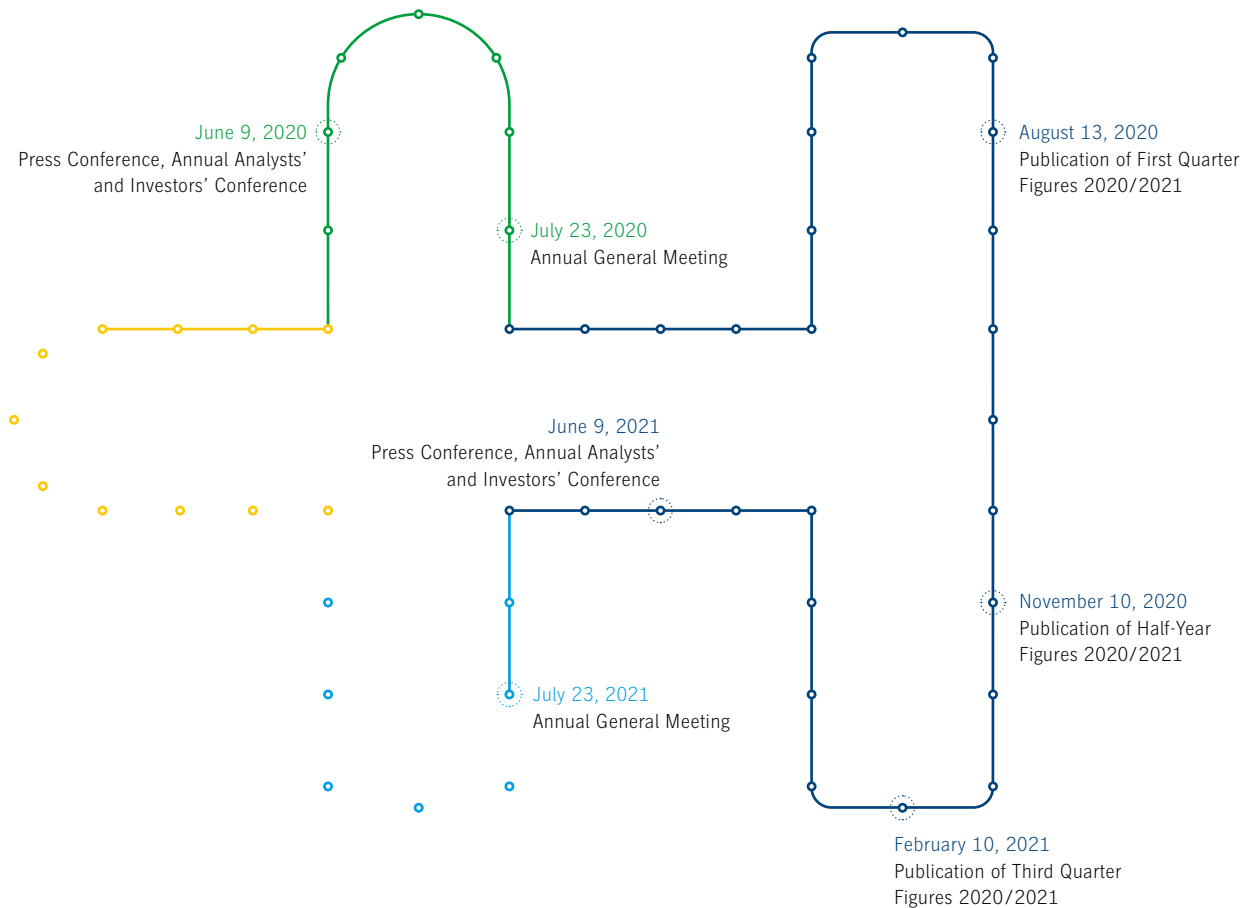 June 9, 2020
Press Conference, Annual Analysts’
and Investors’ Conference
July 23, 2020
Annual General Meeting
August 13, 2020
Publication of First Quarter
Figures 2020/2021
June 9, 2021
Press Conference, Annual Analysts’
and Investors’ Conference
November 10, 2020
Publication of Half-Year
Figures 2020/2021
July 23, 2021
Annual General Meeting
February 10, 2021
Publication of Third Quarter
Figures 2020/2021